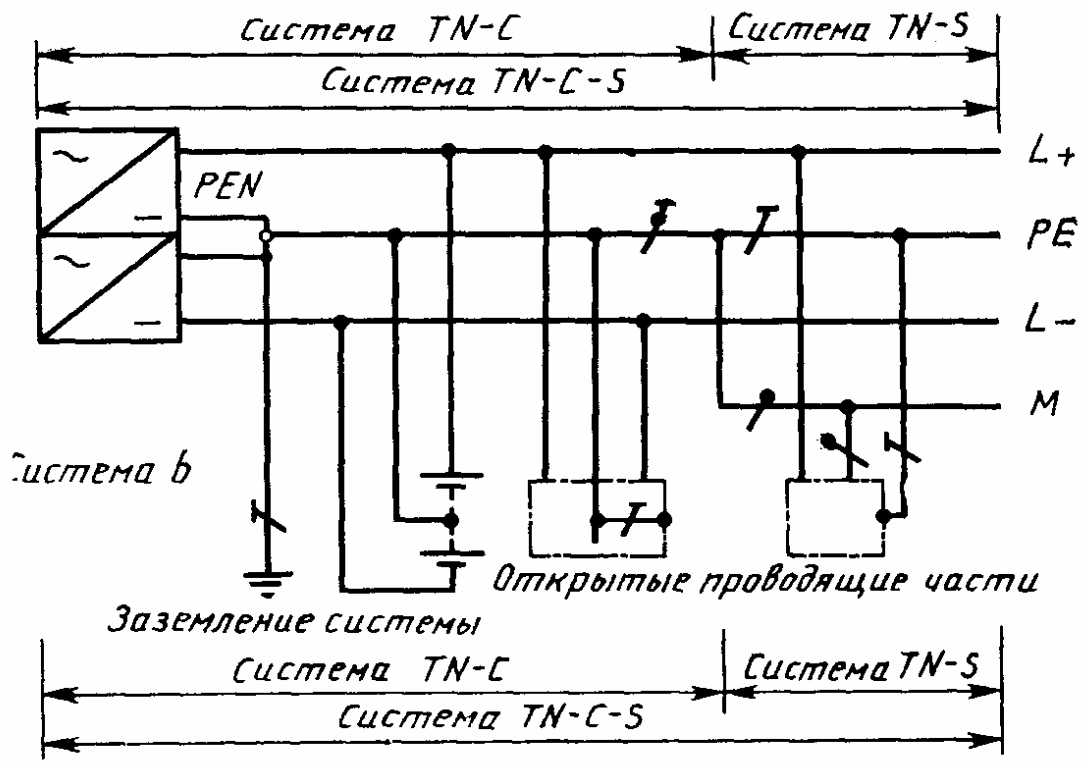 Система TN-C
Система TN-S
Система TN-C-S
L+
PEN
PE
L-
M
Система b
Открытые проводящие части
Заземление системы
Система TN-C
Система TN-S
Система TN-C-S